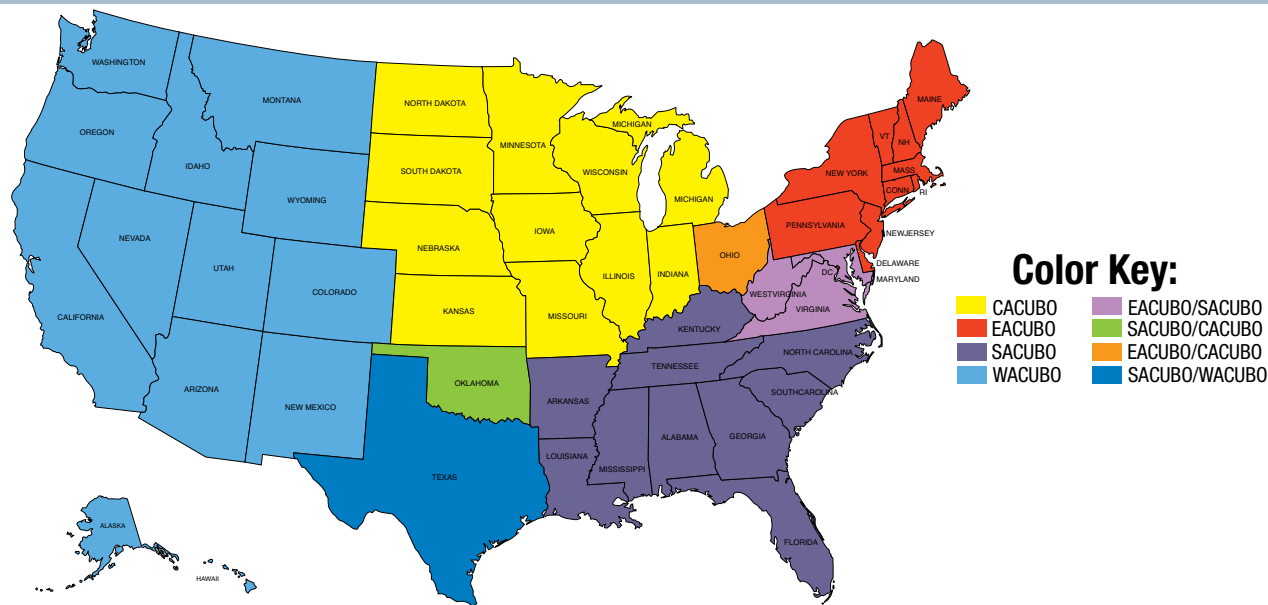 WASHINGTON
OREGON
IDAHO
MONTANA
WYOMING
NEVADA
UTAH
COLORADO
CALIFORNIA
ARIZONA
NEW MEXICO
ALASKA
HAWAII
NORTH DAKOTA
SOUTH DAKOTA
NEBRASKA
KANSAS
MINNESOTA
IOWA
MISSOURI
WISCONSIN
ILLINOIS
MICHIGAN
MICHIGAN
INDIANA
OHIO
OKLAHOMA
TEXAS
ARKANSAS
LOUISIANA
KENTUCKY
TENNESSEE
MISSISSIPPI
ALABAMA
GEORGIA
FLORIDA
SOUTHCAROLINA
NORTH CAROLINA
VIRGINIA
WESTVIRGINIA
DC
MARYLAND
DELAWARE
NEWJERSEY
PENNSYLVANIA
NEW YORK
CONN
RI
MASS
VT
NH
MAINE
Color Key:
CACUBO
EACUBO
SACUBO
WACUBO
EACUBO/SACUBO
SACUBO/CACUBO
EACUBO/CACUBO
SACUBO/WACUBO